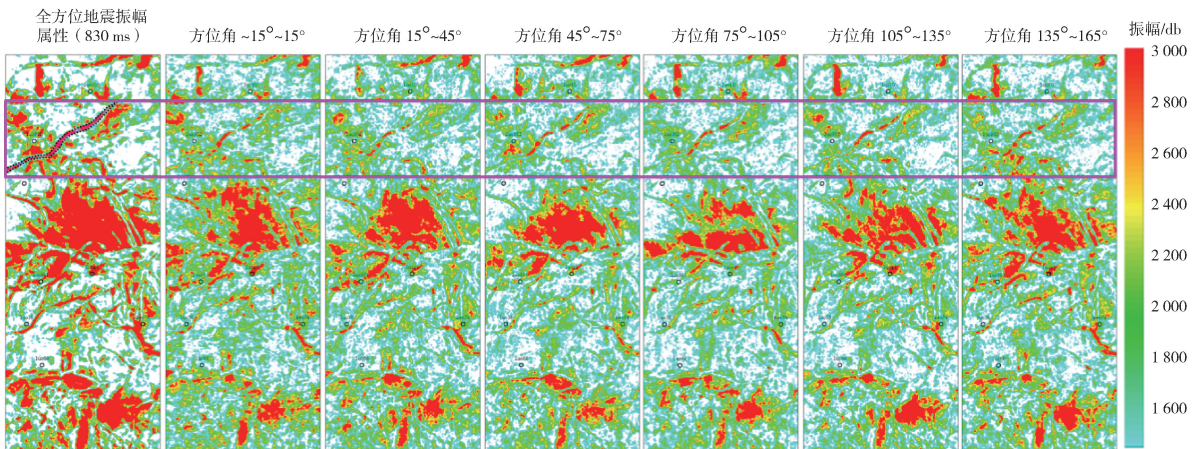 全方位地震振幅
属性（830 ms）
方位角 ~15°~15°
方位角 15°~45°
方位角 45°~75°
方位角 75°~105°
方位角 105°~135°
方位角 135°~165°
振幅/db
3 000
2 800
2 600
2 400
2 200
2 000
1 800
1 600